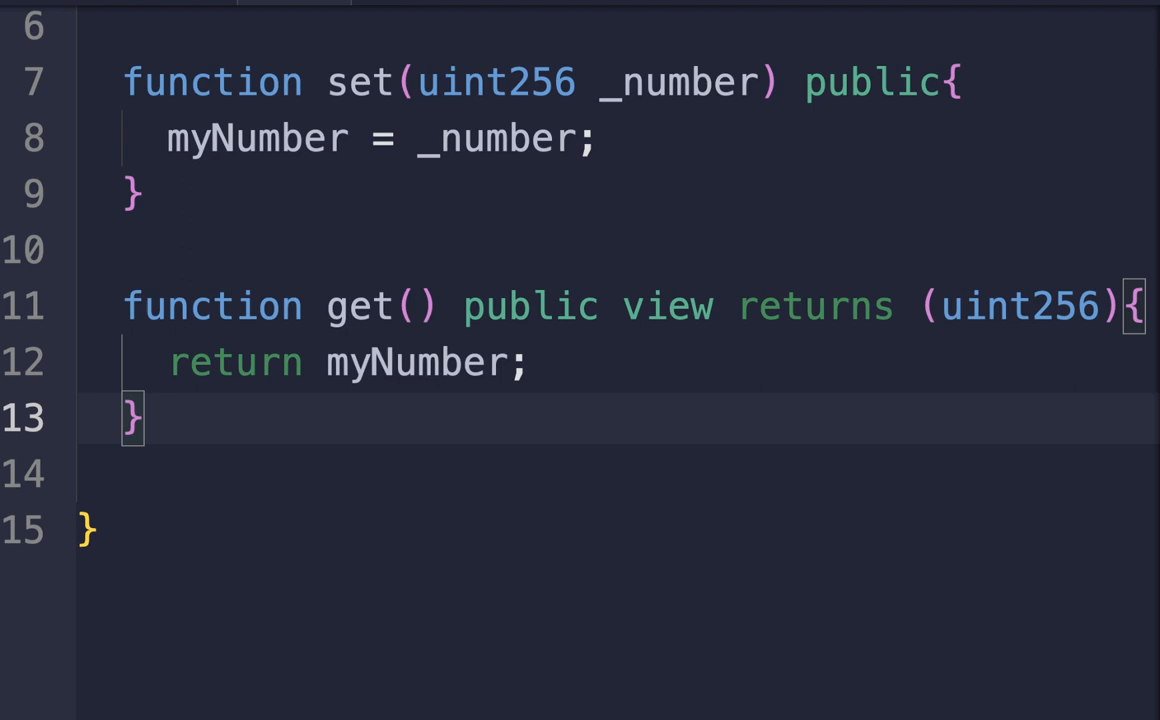 6
7 function set(uint256 _number) public{
8 myNumber = _number;
9 }
10
11 function get() public view returns (uint256){
12 return myNumber;
13 }
14
15 }